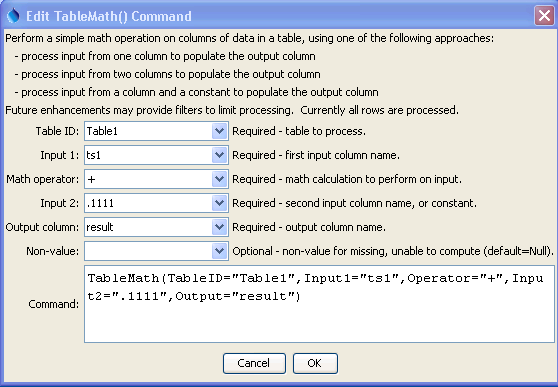 Edit TableMath() Command
Perform a simple math operation on columns of data in a table, using one of the following approaches:
- process input from one column to populate the output column
- process input from two columns to populate the output column
- process input from a column and a constant to populate the output column
Future enhancements may provide filters to limit processing.  Currently all rows are processed.
Table ID: Table1 Required - table to process.
Input 1: ts1 Required - first input column name.
Math operator: + Required - math calculation to perform on input.
Input 2: .1111 Required - second input column name, or constant.
Output column: result Required - output column name.
Non-value: Optional - non-value for missing, unable to compute (default=Null).
TableMath(TableID="Table1",Input1="ts1",Operator="+",Inpu
t2=".1111",Output="result")
Command:
Cancel OK